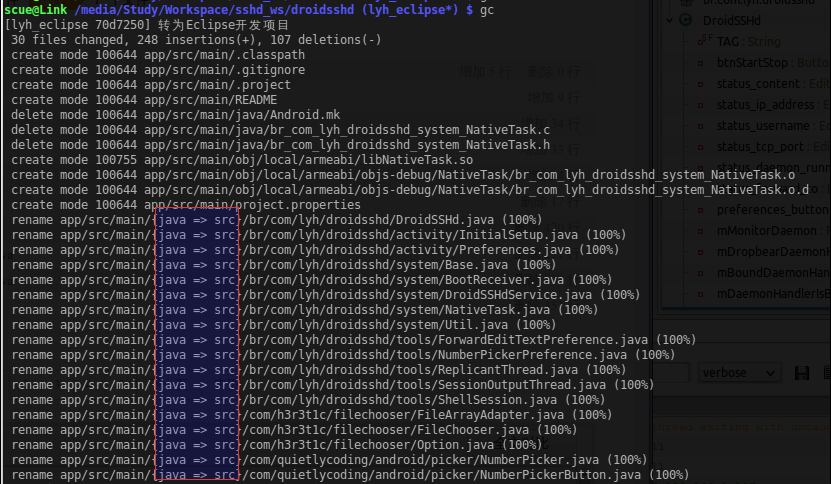 scue@Link /media/Study/Workspace/sshd_ws/droidsshd (lyh_eclipse*) $ gc
[lyh_eclipse 70d7250] 转为Eclipse开发项目
30 files changed, 248 insertions(+), 107 deletions(-)
create mode 100644 app/src/main/.classpath
create mode 100644 app/src/main/.gitignore
create mode 100644 app/src/main/.project
create mode 100644 app/src/main/README
delete mode 100644 app/src/main/java/Android.mk
delete mode 100644 app/src/main/java/br_com_lyh_droidsshd_system_NativeTask.c
delete mode 100644 app/src/main/java/br_com_lyh_droidsshd_system_NativeTask.h
create mode 100755 app/src/main/obj/local/armeabi/libNativeTask.so
create mode 100644 app/src/main/obj/local/armeabi/objs-debug/NativeTask/br_com_lyh_droidsshd_system_NativeTask.o
create mode 100644 app/src/main/obj/local/armeabi/objs-debug/NativeTask/br_com_lyh_droidsshd_system_NativeTask.o.d
create mode 100644 app/src/main/project.properties
rename app/src/main/{java => src}/br/com/lyh/droidsshd/DroidSSHd.java (100%)
rename app/src/main/{java => src}/br/com/lyh/droidsshd/activity/InitialSetup.java (100%)
rename app/src/main/{java => src}/br/com/lyh/droidsshd/activity/Preferences.java (100%)
rename app/src/main/{java => src}/br/com/lyh/droidsshd/system/Base.java (100%)
rename app/src/main/{java => src}/br/com/lyh/droidsshd/system/BootReceiver.java (100%)
rename app/src/main/{java => src}/br/com/lyh/droidsshd/system/DroidSSHdService.java (100%)
rename app/src/main/{java => src}/br/com/lyh/droidsshd/system/NativeTask.java (100%)
rename app/src/main/{java => src}/br/com/lyh/droidsshd/system/Util.java (100%)
rename app/src/main/{java => src}/br/com/lyh/droidsshd/tools/ForwardEditTextPreference.java (100%)
rename app/src/main/{java => src}/br/com/lyh/droidsshd/tools/NumberPickerPreference.java (100%)
rename app/src/main/{java => src}/br/com/lyh/droidsshd/tools/ReplicantThread.java (100%)
rename app/src/main/{java => src}/br/com/lyh/droidsshd/tools/SessionOutputThread.java (100%)
rename app/src/main/{java => src}/br/com/lyh/droidsshd/tools/ShellSession.java (100%)
rename app/src/main/{java => src}/com/h3r3t1c/filechooser/FileArrayAdapter.java (100%)
rename app/src/main/{java => src}/com/h3r3t1c/filechooser/FileChooser.java (100%)
rename app/src/main/{java => src}/com/h3r3t1c/filechooser/Option.java (100%)
rename app/src/main/{java => src}/com/quietlycoding/android/picker/NumberPicker.java (100%)
rename app/src/main/{java => src}/com/quietlycoding/android/picker/NumberPickerButton.java (100%)
DroidSSHd
TAG : String
btnStartStop : Butto
status_content : Edi
status_ip_address : E
status_username : Ed
status_tcp_port : Edit
status_daemon_runn
preferences_button
mMonitorDaemon :
mDropbearDaemonH
mBoundDaemonHan
mDaemonHandlerIsB
verbose